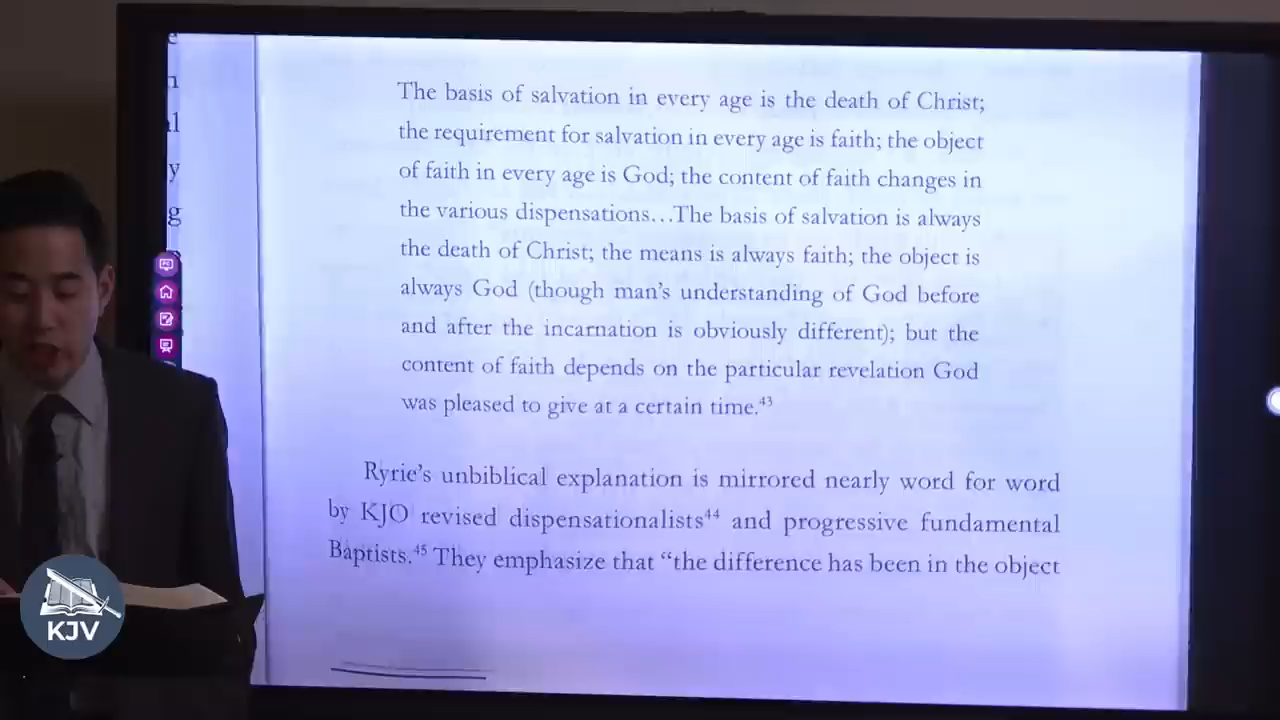 e
n
al
y
g
The basis of salvation in every age is the death of Christ;
the requirement for salvation in every age is faith; the object
of faith in every age is God; the content of faith changes in
the various dispensations…The basis of salvation is always
the death of Christ; the means is always faith; the object is
always God (though man’s understanding of God before
and after the incarnation is obviously different); but the
content of faith depends on the particular revelation God
was pleased to give at a certain time.⁴³
Ryrie’s unbiblical explanation is mirrored nearly word for word
by KJO revised dispensationalists⁴⁴ and progressive fundamental
Baptists.⁴⁵ They emphasize that “the difference has been in the object
KJV